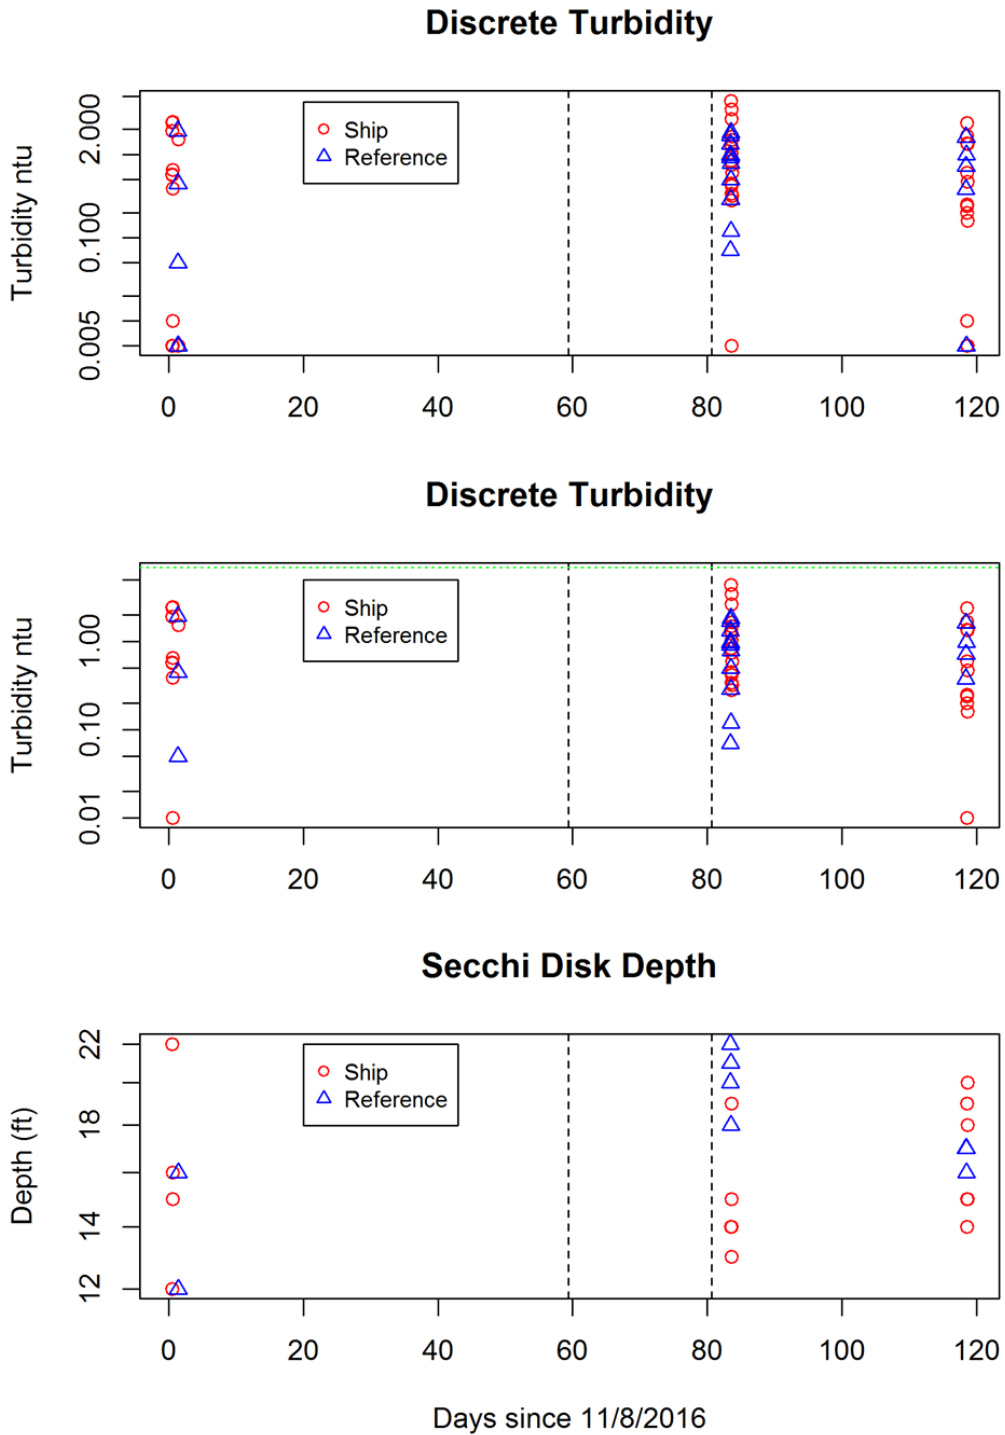 Discrete Turbidity
Turbidity ntu
2.000
0.100
0.005
Ship
Reference
0 20 40 60 80 100 120
Discrete Turbidity
Turbidity ntu
1.00
0.10
0.01
Ship
Reference
0 20 40 60 80 100 120
Secchi Disk Depth
Depth (ft)
22
18
14
12
Ship
Reference
0 20 40 60 80 100 120
Days since 11/8/2016